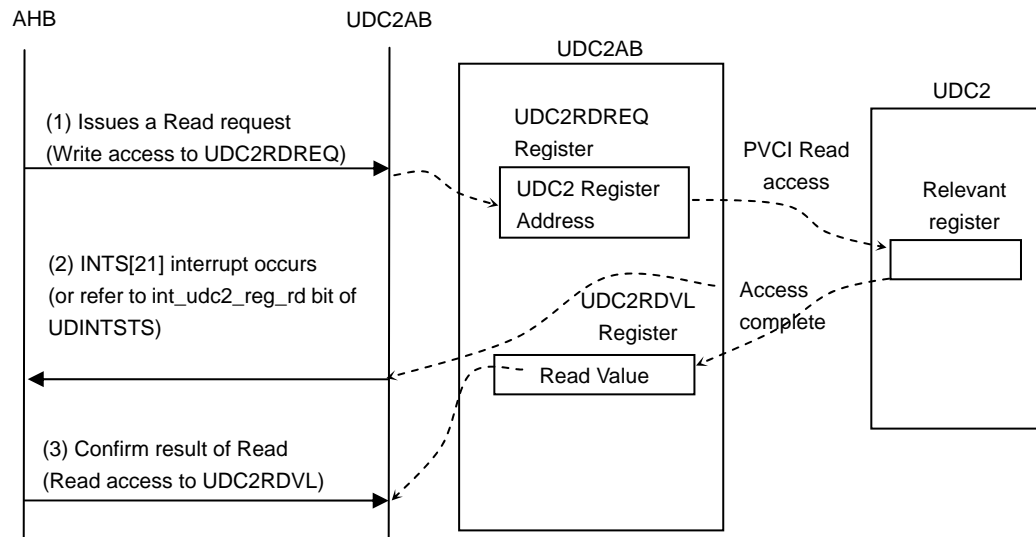 AHB
UDC2AB
UDC2AB
UDC2
(1) Issues a Read request
(Write access to UDC2RDREQ)
UDC2RDREQ
Register
UDC2 Register
Address
PVCI Read
access
Relevant
register
(2) INTS[21] interrupt occurs
(or refer to int_udc2_reg_rd bit of
UDINTSTS)
UDC2RDVL
Register
Access
complete
Read Value
(3) Confirm result of Read
(Read access to UDC2RDVL)